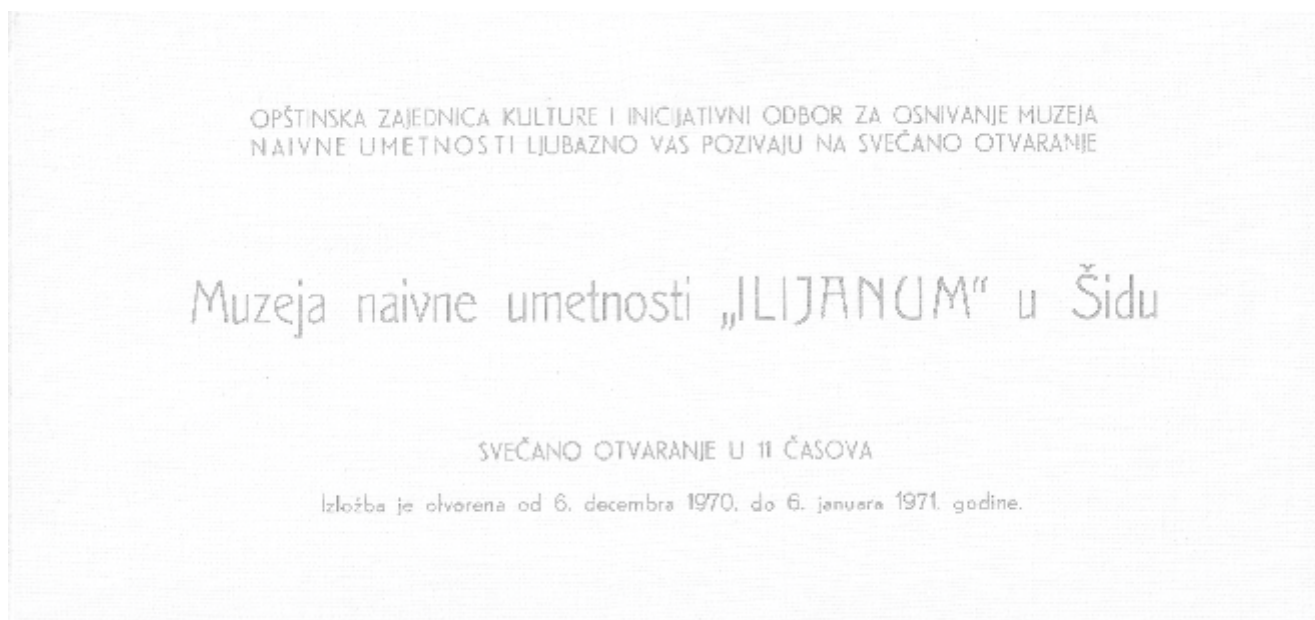 OPŠTINSKA ZAJEDNICA KULTURE I INICIJATIVNI ODBOR ZA OSNIVANJE MUZEJA
NAIVNE UMETNOSTI LJUBAZNO VAS POZIVAJU NA SVEČANO OTVARANJE
Muzeja naivne umetnosti „ILIJANUM“ u Šidu
SVEČANO OTVARANJE U 11 ČASOVA
Izložba je otvorena od 6. decembra 1970. do 6. januara 1971. godine.